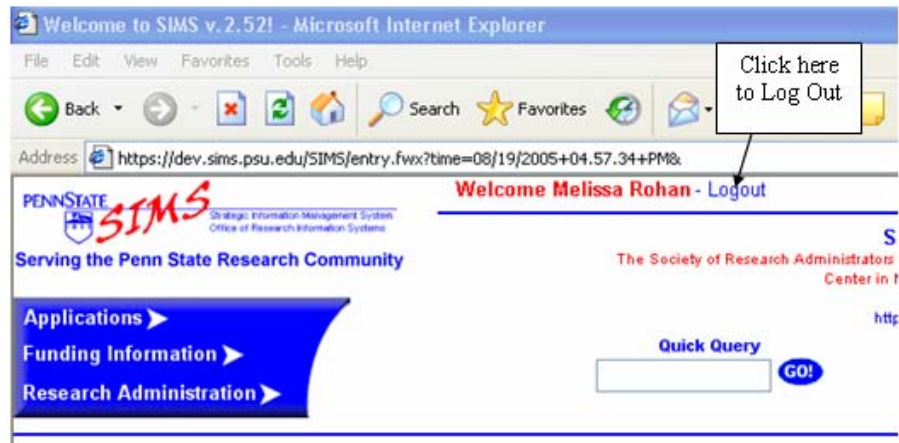 Welcome to SIMS v.2.52! - Microsoft Internet Explorer
File Edit View Favorites Tools Help
Click here
to Log Out
Back Search Favorites
Address https://dev.sims.psu.edu/SIMS/entry.fwx?time=08/19/2005+04.57.34+PM&
PENNSTATE
SIMS
Strategic Information Management System
Office of Research Information Systems
Serving the Penn State Research Community
Welcome Melissa Rohan - Logout
S
The Society of Research Administrators
Center in
http
Applications
Funding Information
Research Administration
Quick Query
GO!